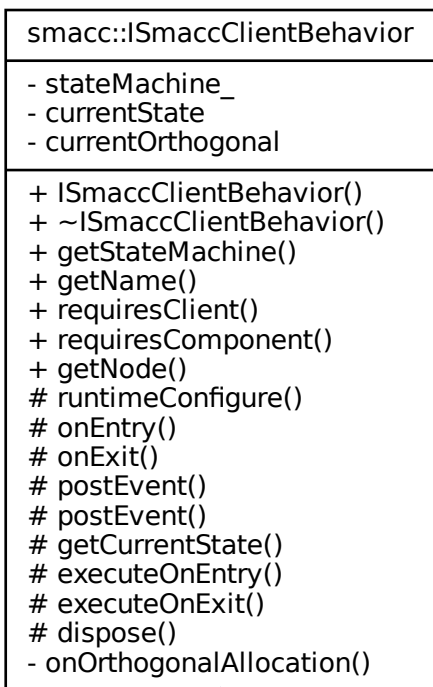 smacc::ISmaccClientBehavior
- stateMachine_
- currentState
- currentOrthogonal
+ ISmaccClientBehavior()
+ ~ISmaccClientBehavior()
+ getStateMachine()
+ getName()
+ requiresClient()
+ requiresComponent()
+ getNode()
# runtimeConfigure()
# onEntry()
# onExit()
# postEvent()
# postEvent()
# getCurrentState()
# executeOnEntry()
# executeOnExit()
# dispose()
- onOrthogonalAllocation()